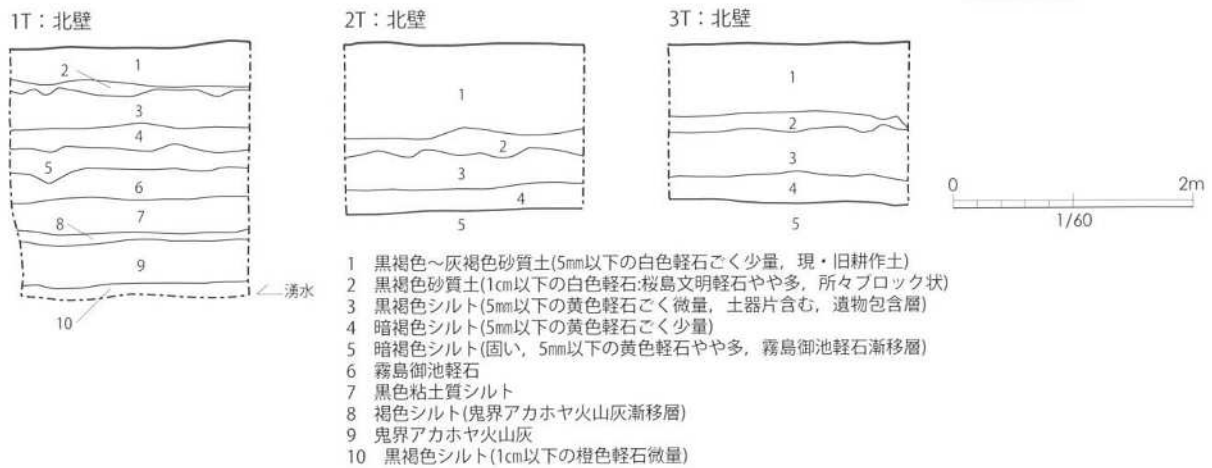 1T：北壁
2T：北壁
3T：北壁
1
2
3
4
5
6
7
8
9
10
湧水
1
2
3
4
5
1
2
3
4
5
0
2m
1/60
1 黒褐色～灰褐色砂質土(5㎜以下の白色軽石ごく少量，現・旧耕作土)
2 黒褐色砂質土(1㎝以下の白色軽石:桜島文明軽石やや多，所々ブロック状)
3 黒褐色シルト(5㎜以下の黄色軽石ごく微量，土器片含む，遺物包含層)
4 暗褐色シルト(5㎜以下の黄色軽石ごく少量)
5 暗褐色シルト(固い，5㎜以下の黄色軽石やや多，霧島御池軽石漸移層)
6 霧島御池軽石
7 黒色粘土質シルト
8 褐色シルト(鬼界アカホヤ火山灰漸移層)
9 鬼界アカホヤ火山灰
10 黒褐色シルト(1㎝以下の橙色軽石微量)